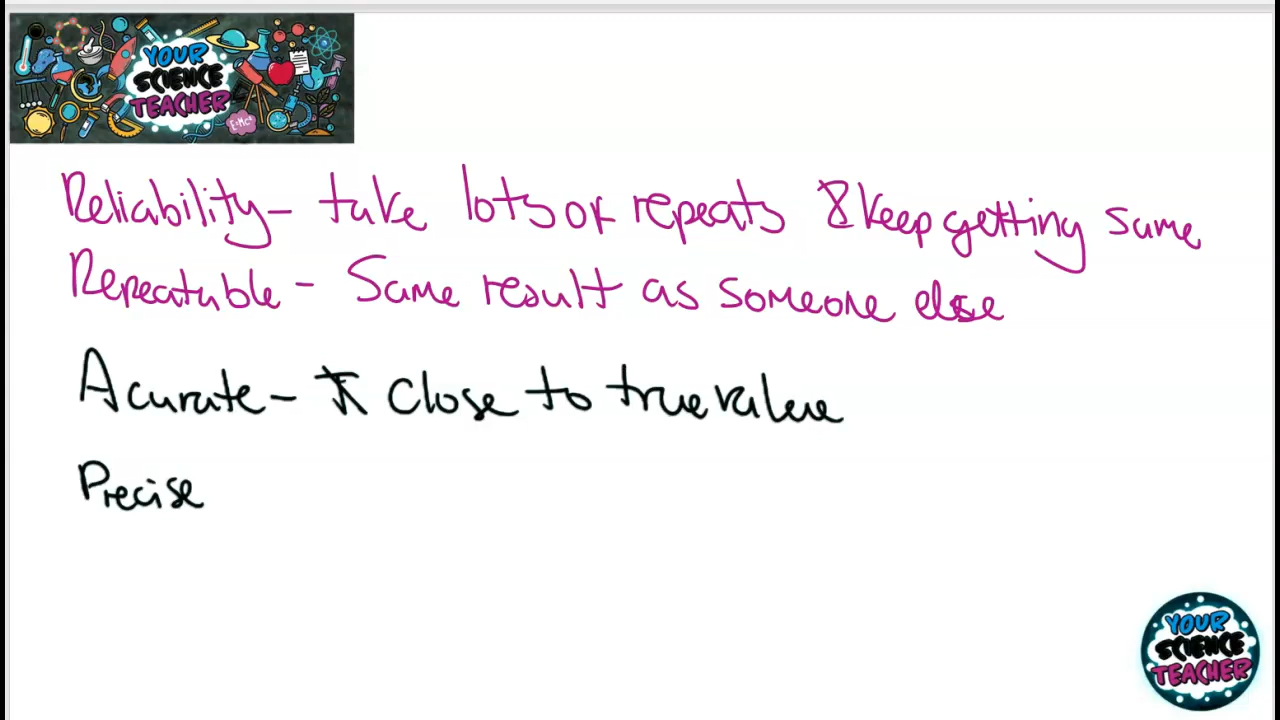 YOUR
SCIENCE
TEACHER
E=MC²
Reliability - take lots of repeats & keep getting same
Repeatable - Same result as someone else
Acurate - close to true value
Precise
YOUR
SCIENCE
TEACHER